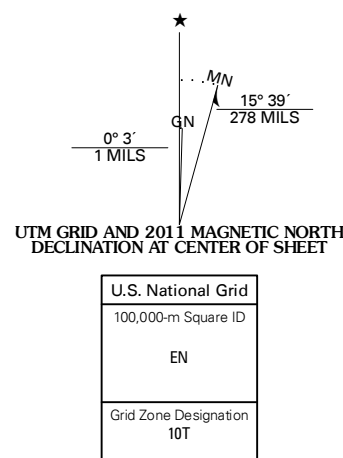 ★
MN
15° 39´
278 MILS
GN
0° 3´
1 MILS
UTM GRID AND 2011 MAGNETIC NORTH
DECLINATION AT CENTER OF SHEET
U.S. National Grid
100,000-m Square ID
EN
Grid Zone Designation
10T